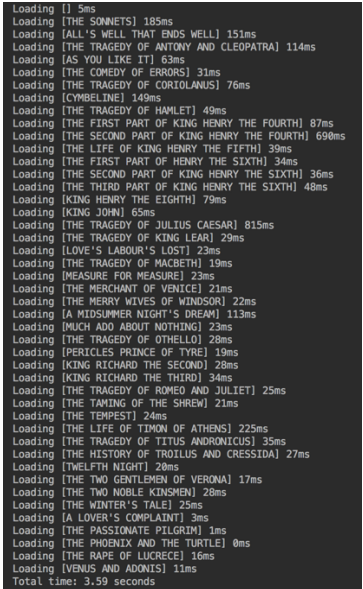 Loading [] 5ms
Loading [THE SONNETS] 185ms
Loading [ALL'S WELL THAT ENDS WELL] 151ms
Loading [THE TRAGEDY OF ANTONY AND CLEOPATRA] 114ms
Loading [AS YOU LIKE IT] 63ms
Loading [THE COMEDY OF ERRORS] 31ms
Loading [THE TRAGEDY OF CORIOLANUS] 76ms
Loading [CYMBELINE] 149ms
Loading [THE TRAGEDY OF HAMLET] 49ms
Loading [THE FIRST PART OF KING HENRY THE FOURTH] 87ms
Loading [THE SECOND PART OF KING HENRY THE FOURTH] 690ms
Loading [THE LIFE OF KING HENRY THE FIFTH] 39ms
Loading [THE FIRST PART OF HENRY THE SIXTH] 34ms
Loading [THE SECOND PART OF KING HENRY THE SIXTH] 36ms
Loading [THE THIRD PART OF KING HENRY THE SIXTH] 48ms
Loading [KING HENRY THE EIGHTH] 79ms
Loading [KING JOHN] 65ms
Loading [THE TRAGEDY OF JULIUS CAESAR] 815ms
Loading [THE TRAGEDY OF KING LEAR] 29ms
Loading [LOVE'S LABOUR'S LOST] 23ms
Loading [THE TRAGEDY OF MACBETH] 19ms
Loading [MEASURE FOR MEASURE] 23ms
Loading [THE MERCHANT OF VENICE] 21ms
Loading [THE MERRY WIVES OF WINDSOR] 22ms
Loading [A MIDSUMMER NIGHT'S DREAM] 113ms
Loading [MUCH ADO ABOUT NOTHING] 23ms
Loading [THE TRAGEDY OF OTHELLO] 28ms
Loading [PERICLES PRINCE OF TYRE] 19ms
Loading [KING RICHARD THE SECOND] 28ms
Loading [KING RICHARD THE THIRD] 34ms
Loading [THE TRAGEDY OF ROMEO AND JULIET] 25ms
Loading [THE TAMING OF THE SHREW] 21ms
Loading [THE TEMPEST] 24ms
Loading [THE LIFE OF TIMON OF ATHENS] 225ms
Loading [THE TRAGEDY OF TITUS ANDRONICUS] 35ms
Loading [THE HISTORY OF TROILUS AND CRESSIDA] 27ms
Loading [TWELFTH NIGHT] 20ms
Loading [THE TWO GENTLEMEN OF VERONA] 17ms
Loading [THE TWO NOBLE KINSMEN] 28ms
Loading [THE WINTER'S TALE] 25ms
Loading [A LOVER'S COMPLAINT] 3ms
Loading [THE PASSIONATE PILGRIM] 1ms
Loading [THE PHOENIX AND THE TURTLE] 0ms
Loading [THE RAPE OF LUCRECE] 16ms
Loading [VENUS AND ADONIS] 11ms
Total time: 3.59 seconds